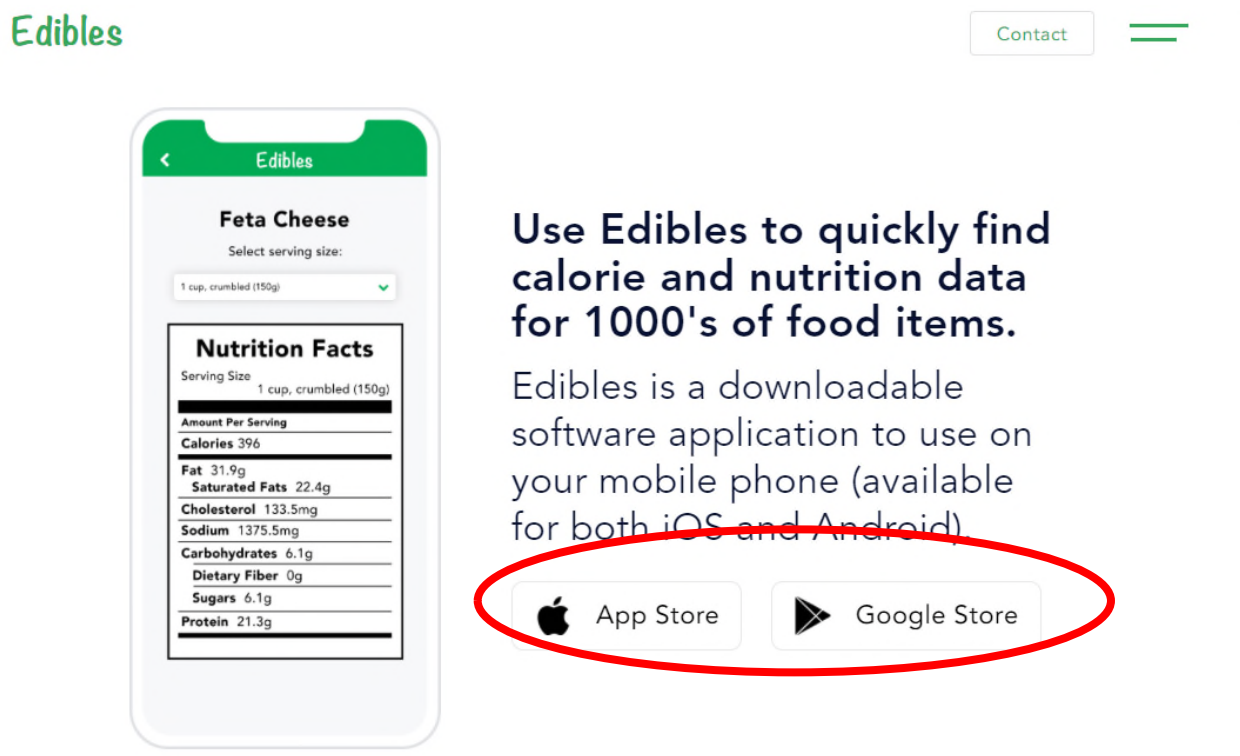 Edibles
Contact
Edibles
Feta Cheese
Select serving size:
1 cup, crumbled (150g)
Nutrition Facts
Serving Size
1 cup, crumbled (150g)
Amount Per Serving
Calories 396
Fat 31.9g
Saturated Fats 22.4g
Cholesterol 133.5mg
Sodium 1375.5mg
Carbohydrates 6.1g
Dietary Fiber 0g
Sugars 6.1g
Protein 21.3g
Use Edibles to quickly find
calorie and nutrition data
for 1000's of food items.
Edibles is a downloadable
software application to use on
your mobile phone (available
for both iOS and Android).
App Store
Google Store